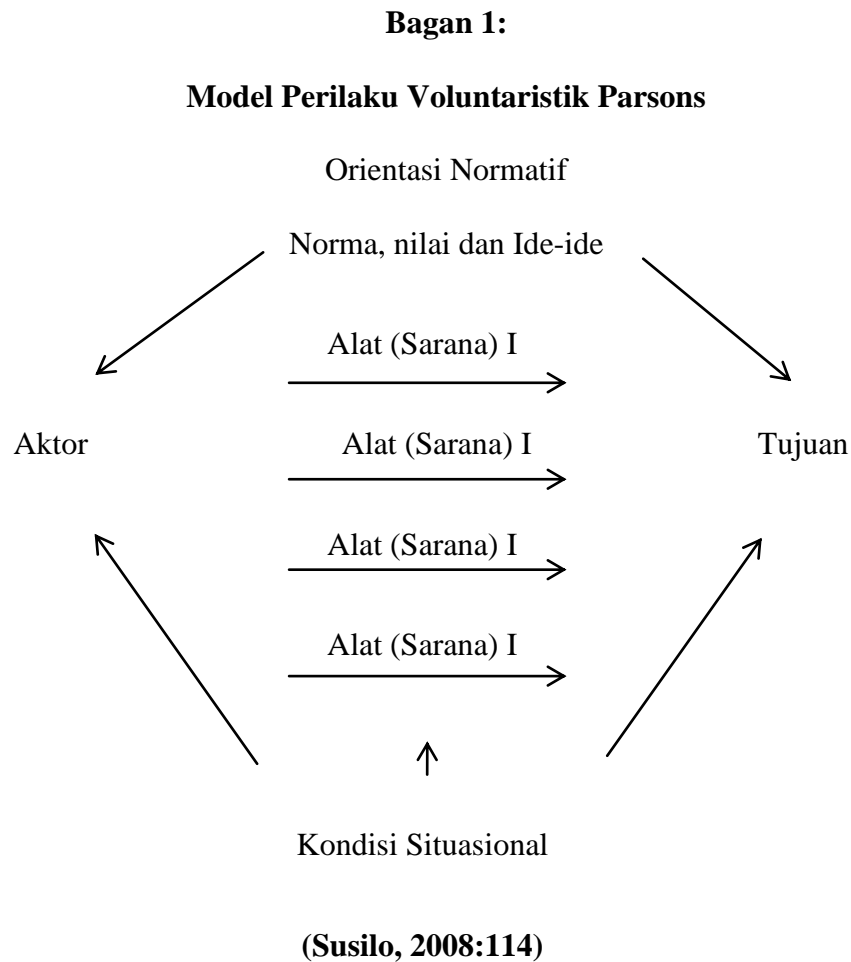 Bagan 1:
Model Perilaku Voluntaristik Parsons
Orientasi Normatif
Norma, nilai dan Ide-ide
Alat (Sarana) I
Aktor
Alat (Sarana) I
Tujuan
Alat (Sarana) I
Alat (Sarana) I
Kondisi Situasional
(Susilo, 2008:114)